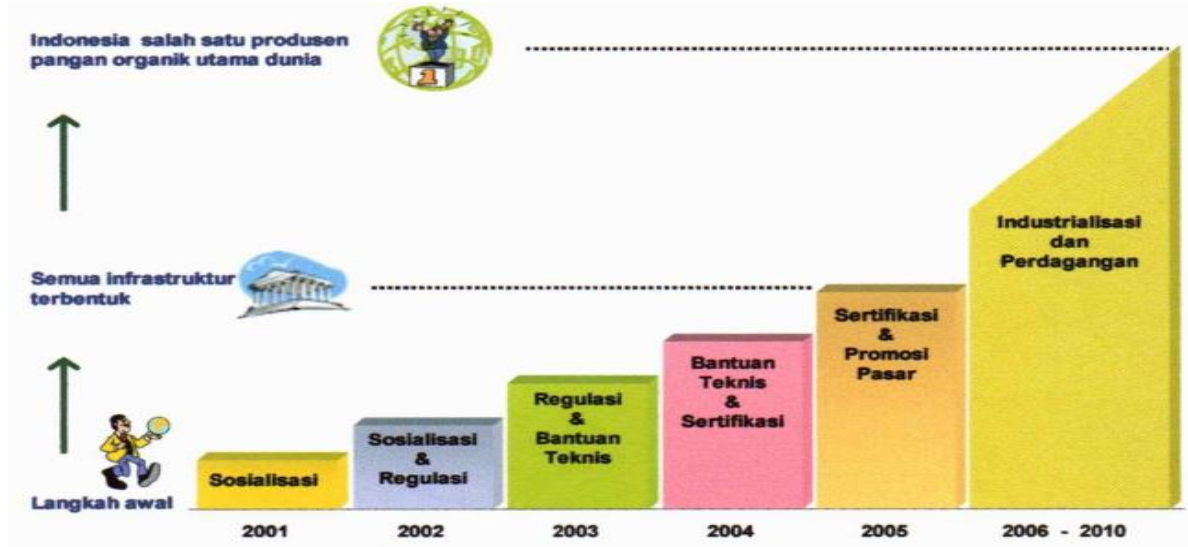 Indonesia salah satu produsen
pangan organik utama dunia
1
Semua infrastruktur
terbentuk
Langkah awal
Sosialisasi
Sosialisasi
&
Regulasi
Regulasi
&
Bantuan
Teknis
Bantuan
Teknis
&
Sertifikasi
Sertifikasi
&
Promosi
Pasar
Industrialisasi
dan
Perdagangan
2001
2002
2003
2004
2005
2006 - 2010